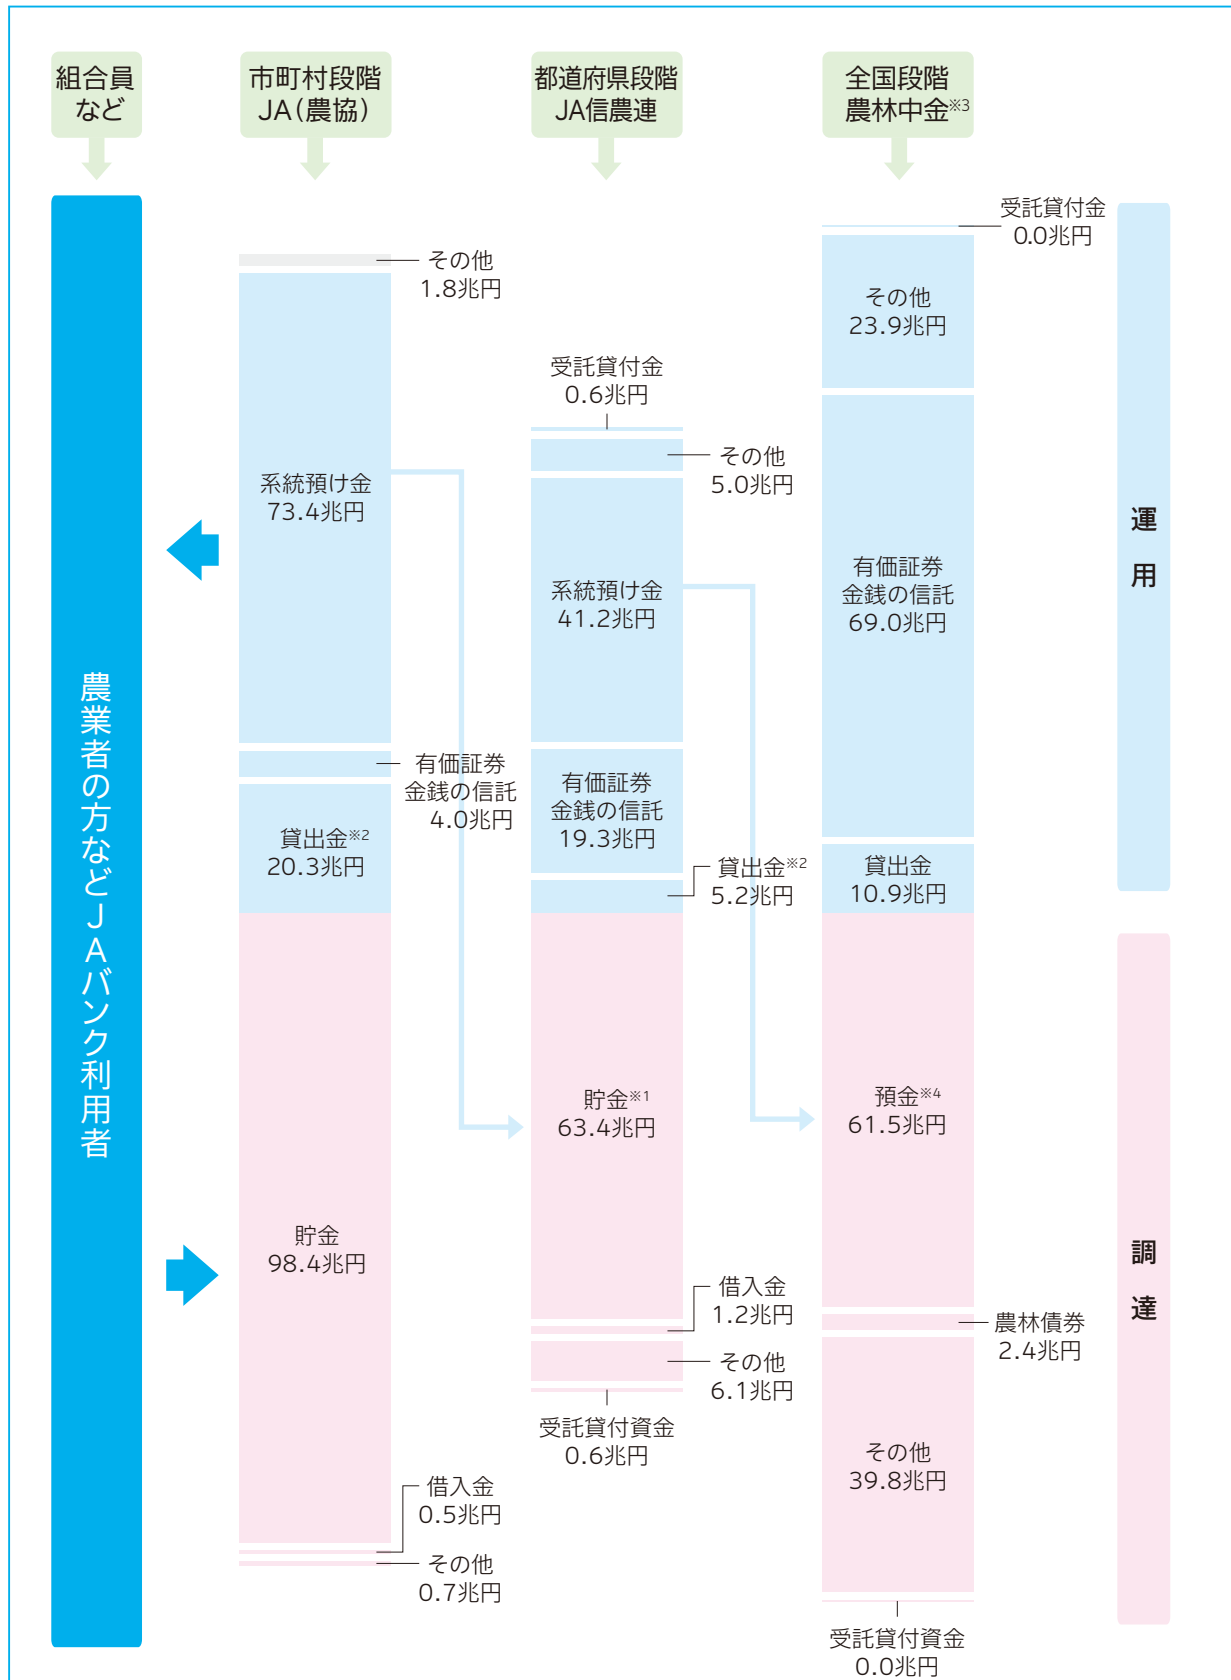 組合員
など
市町村段階
JA(農協)
都道府県段階
JA信農連
全国段階
農林中金※3
農業者の方などJAバンク利用者
その他
1.8兆円
系統預け金
73.4兆円
有価証券
金銭の信託
4.0兆円
貸出金※2
20.3兆円
貯金
98.4兆円
借入金
0.5兆円
その他
0.7兆円
受託貸付金
0.6兆円
その他
5.0兆円
系統預け金
41.2兆円
有価証券
金銭の信託
19.3兆円
貸出金※2
5.2兆円
貯金※1
63.4兆円
借入金
1.2兆円
その他
6.1兆円
受託貸付資金
0.6兆円
受託貸付金
0.0兆円
その他
23.9兆円
有価証券
金銭の信託
69.0兆円
貸出金
10.9兆円
預金※4
61.5兆円
農林債券
2.4兆円
その他
39.8兆円
受託貸付資金
0.0兆円
運用
調達